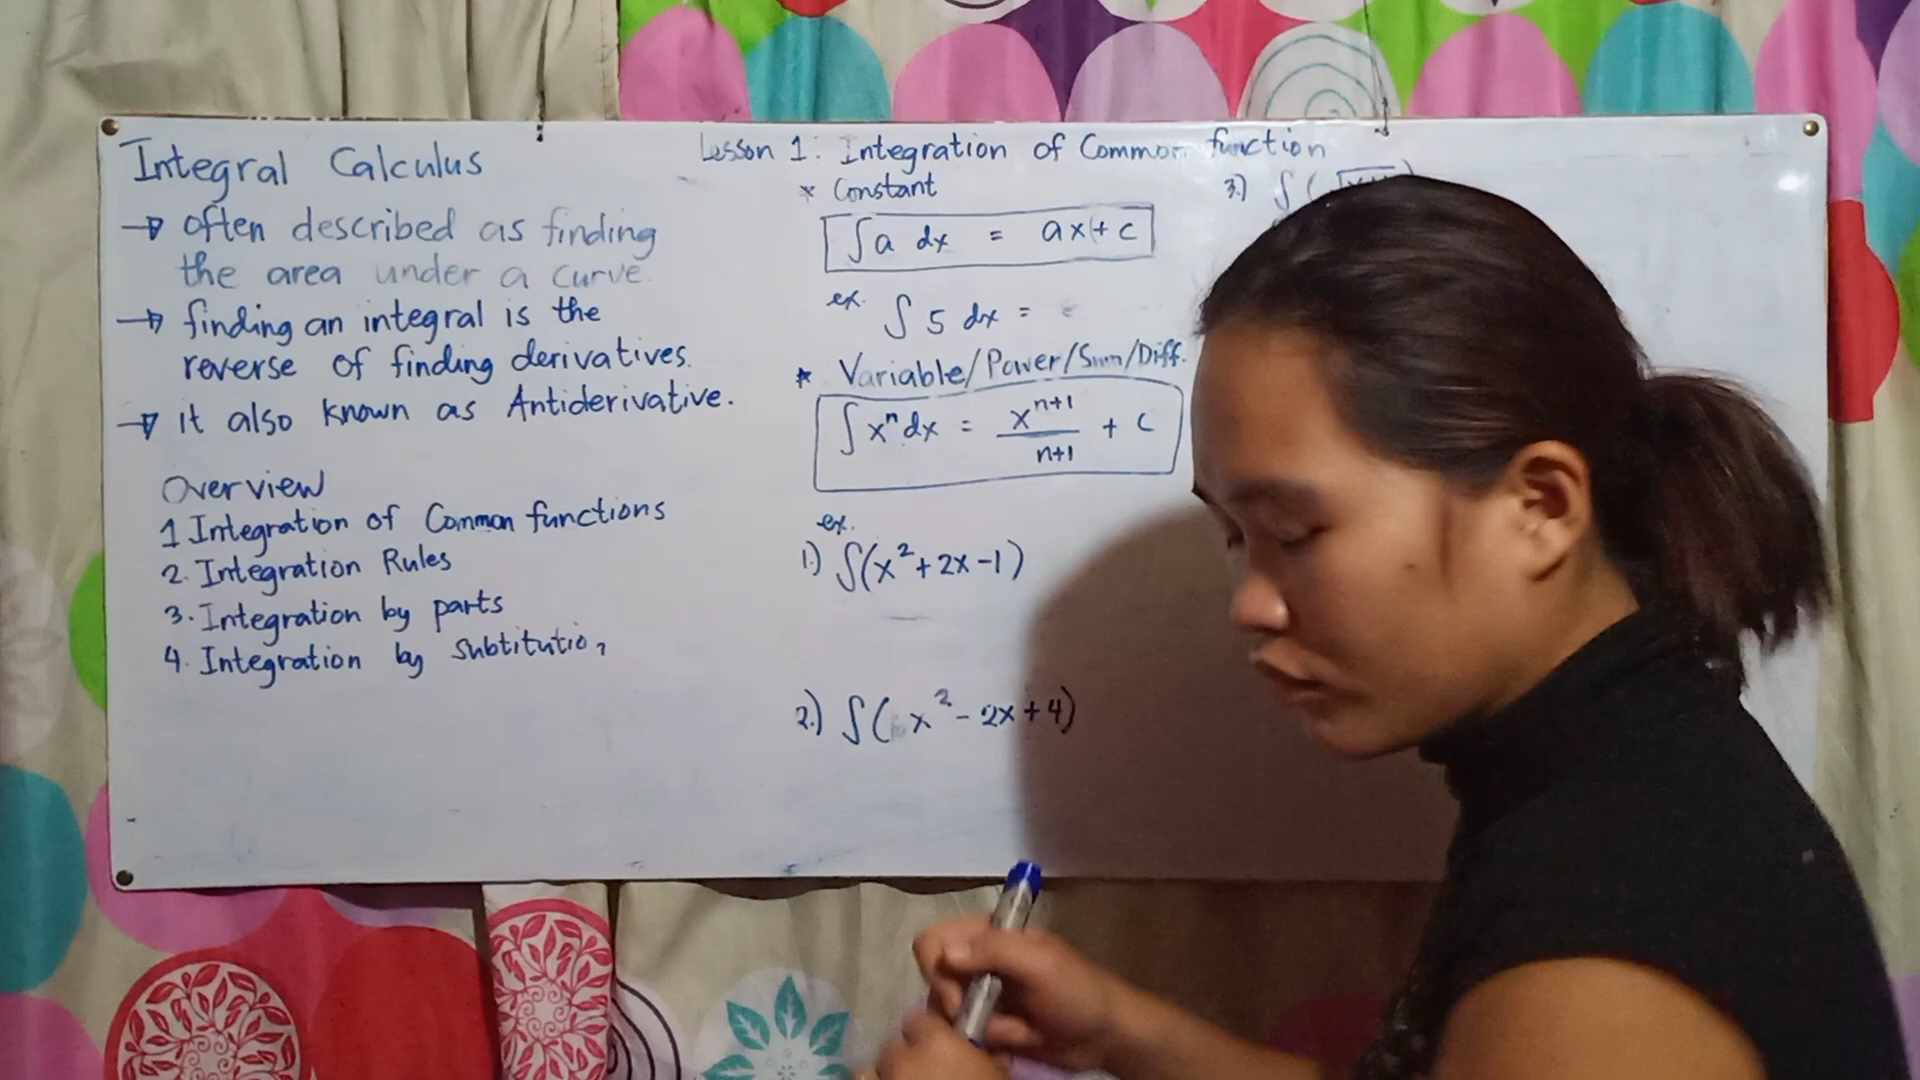 Integral Calculus
→ often described as finding
the area under a curve.
→ finding an integral is the
reverse of finding derivatives.
→ it also known as Antiderivative.
Overview
1 Integration of Common functions
2. Integration Rules
3. Integration by parts
4. Integration by Subtitution
Lesson 1: Integration of Common function
* Constant
∫a dx = ax + c
ex. ∫ 5 dx =
* Variable/Power/Sum/Diff.
∫xⁿdx = xⁿ⁺¹/n+1 + C
ex.
1.) ∫(x²+2x-1)
2.) ∫( x² - 2x + 4)
3.) ∫(